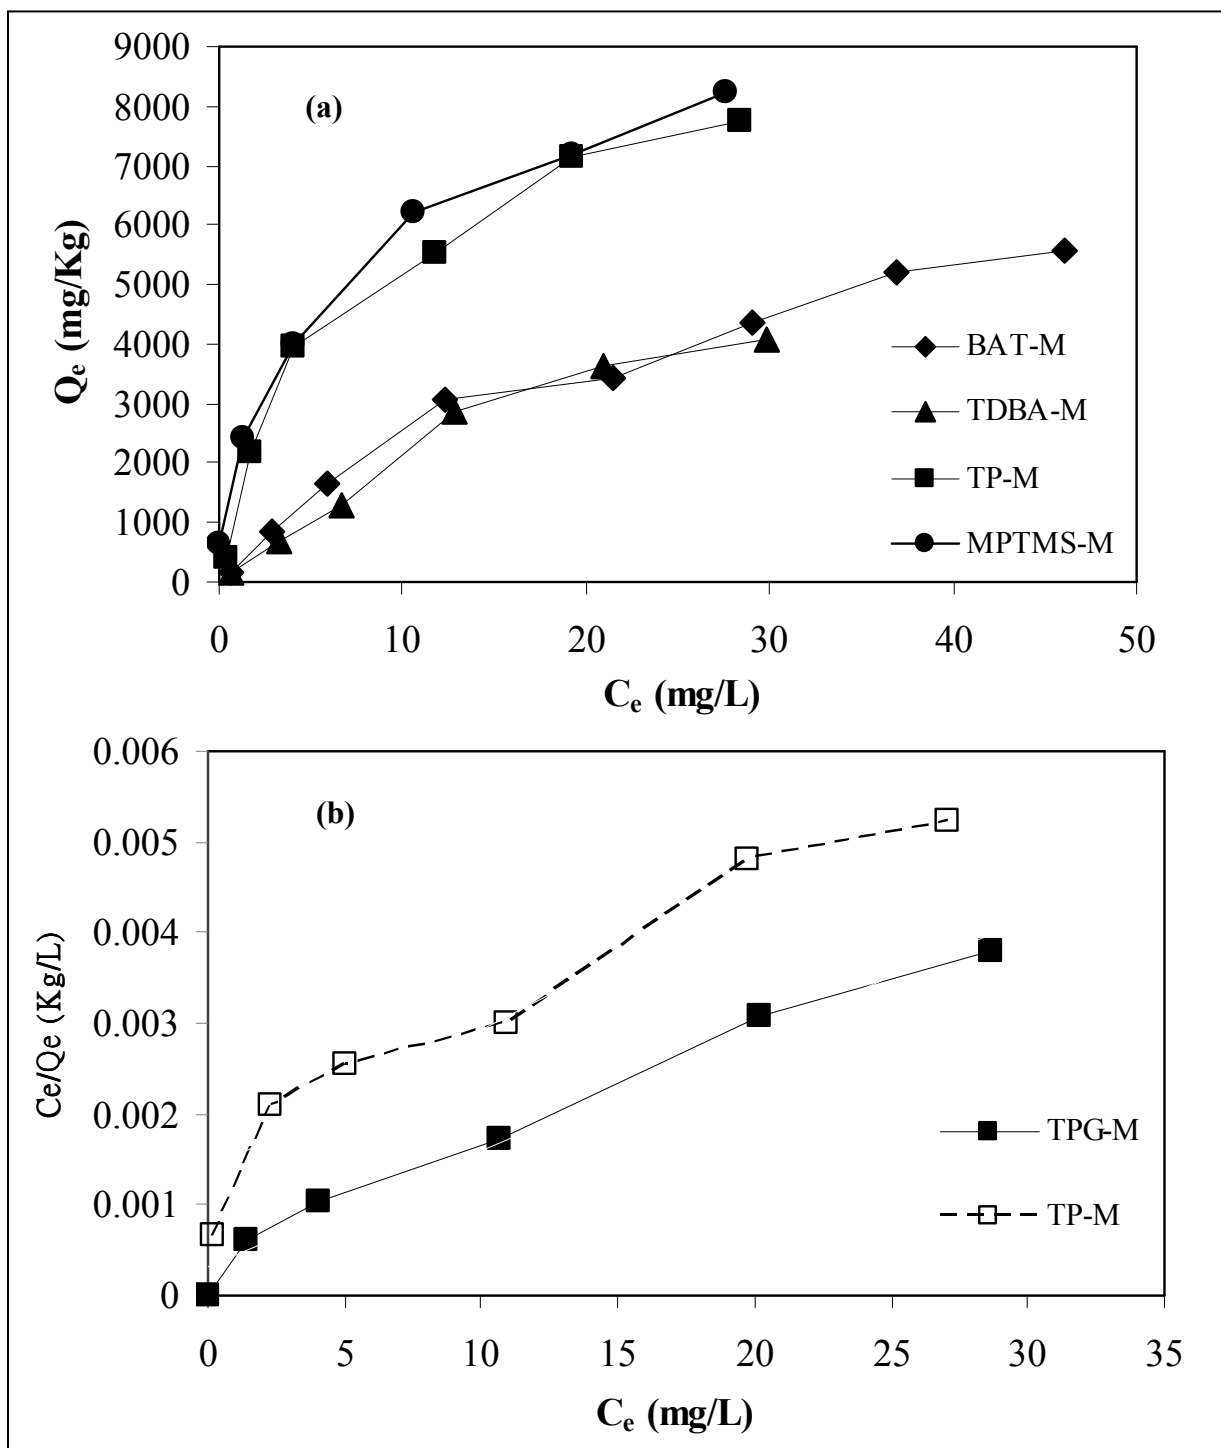 9000
8000
7000
6000
5000
4000
3000
2000
1000
0
Qe (mg/Kg)
(a)
BAT-M
TDBA-M
TP-M
MPTMS-M
0 10 20 30 40 50
Ce (mg/L)
0.006
0.005
0.004
0.003
0.002
0.001
0
Ce/Qe (Kg/L)
(b)
TPG-M
TP-M
0 5 10 15 20 25 30 35
Ce (mg/L)